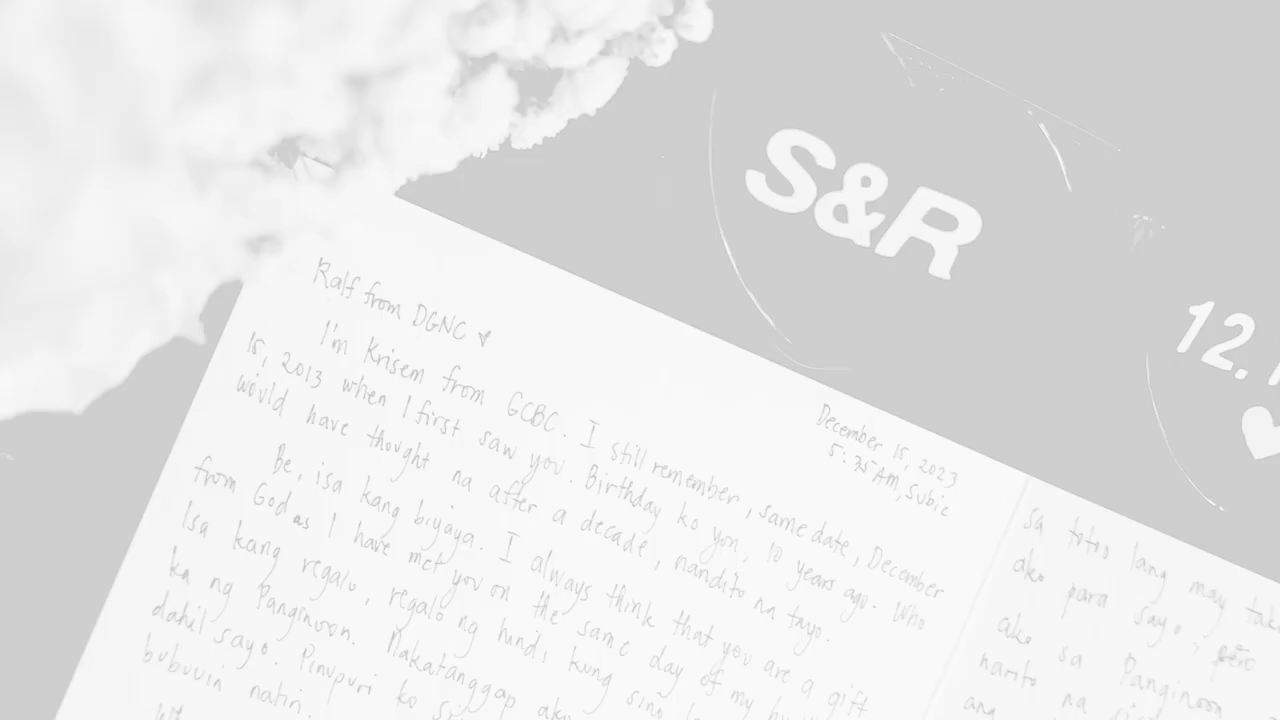 S&R
12.
Ralf from DGNC
December 15, 2023
5:35 AM, Subic
I'm Krisem from GCBC. I still remember, same date, December
15, 2013 when I first saw you. Birthday ko yon, 10 years ago. Who
would have thought na after a decade, nandito na tayo.
Be, isa kang biyaya. I always think that you are a gift
from God as I have met you on the same day of my
Isa kang regalo, regalo ng hindi kung sino
ka ng Panginoon. Nakatanggap ako
dahil sayo. Pinupuri ko
bubuuin natin.
sa totoo lang may
ako para sayo, pero
ako sa Panginoon
narito na
ang